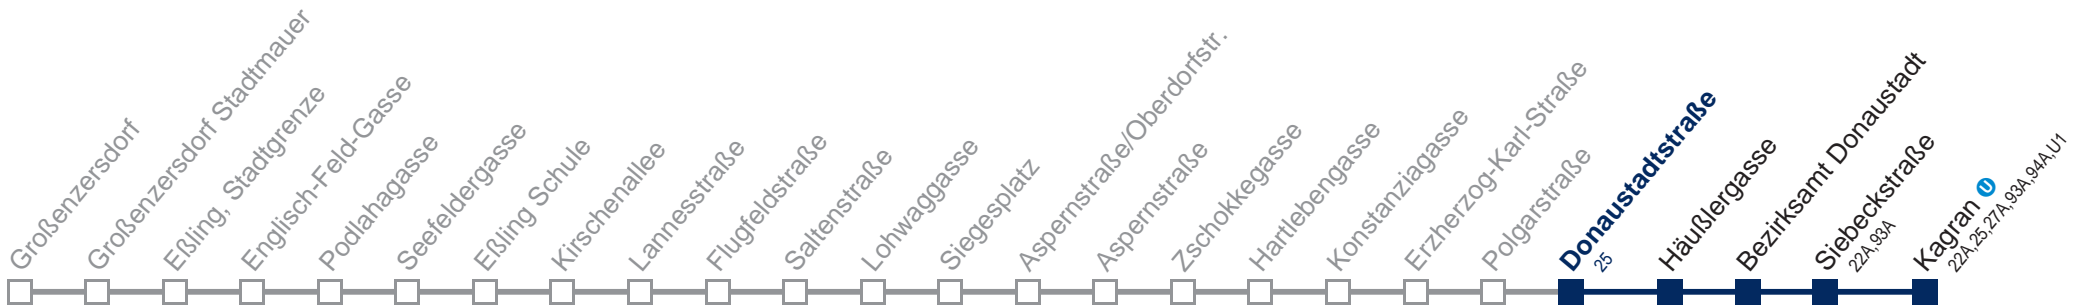 Großenzersdorf
Großenzersdorf Stadtmauer
Eßling, Stadtgrenze
Englisch-Feld-Gasse
Podlahagasse
Seefeldergasse
Eßling Schule
Kirschenallee
Lannesstraße
Flugfeldstraße
Saltenstraße
Lohwaggasse
Siegesplatz
Aspernstraße/Oberdorfstr.
Aspernstraße
Zschokkegasse
Hartlebengasse
Konstanziagasse
Erzherzog-Karl-Straße
Polgarstraße
Donaustadtstraße
25
Häußlergasse
Bezirksamt Donaustadt
Siebeckstraße
22A,93A
Kagran U
22A,25,27A,93A,94A,U1